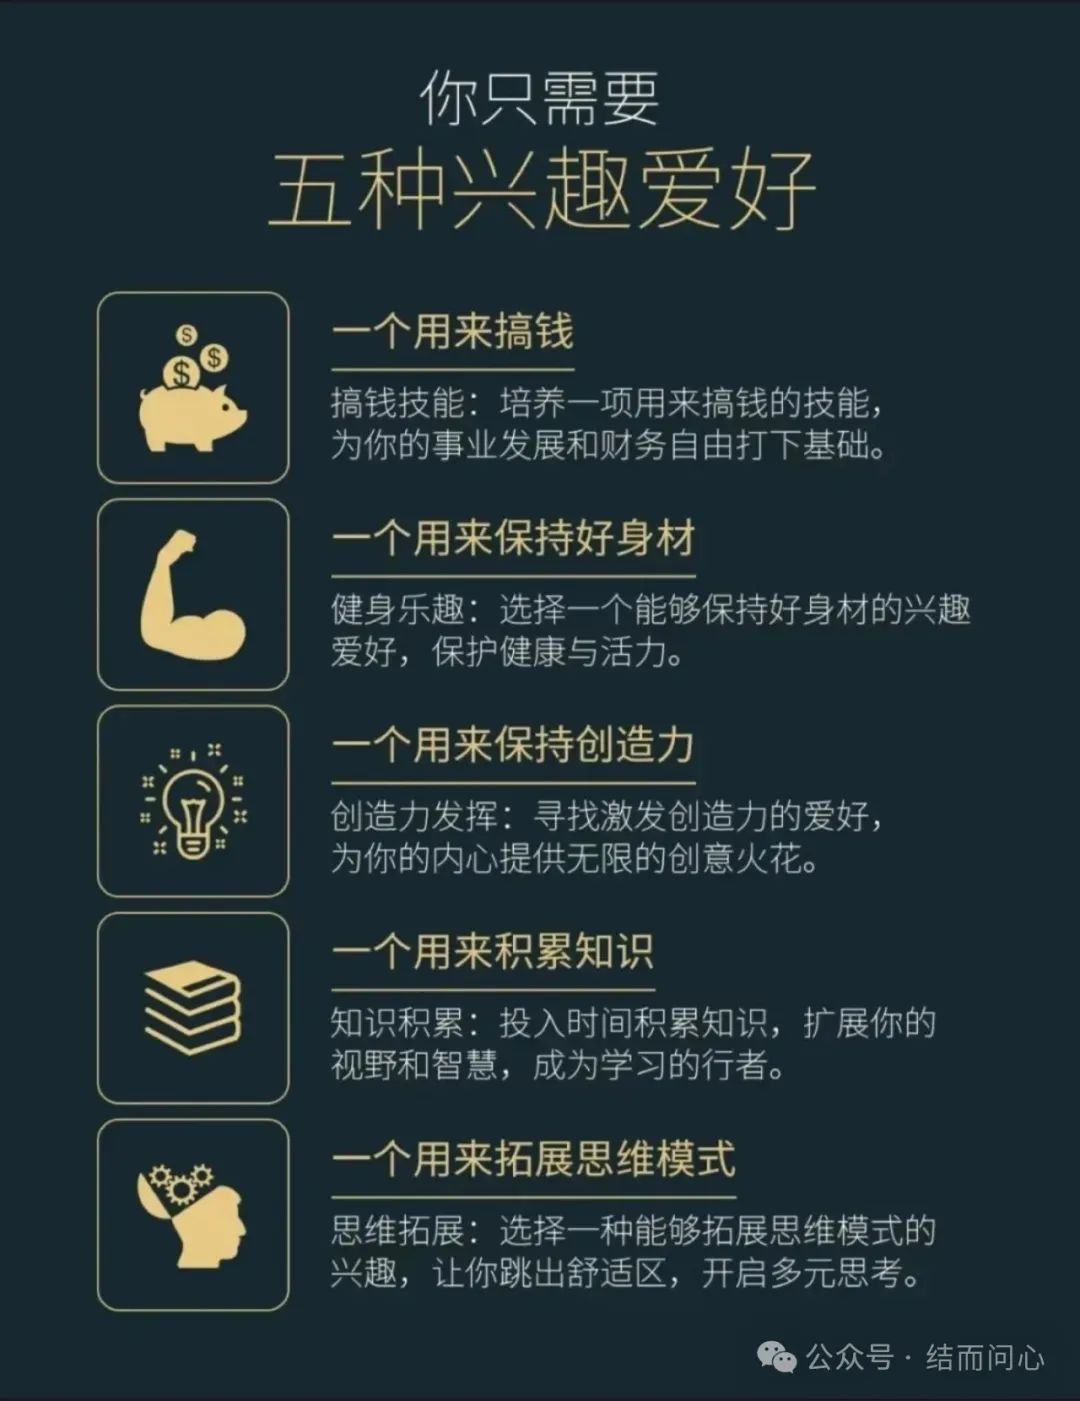 你只需要
五种兴趣爱好
一个用来搞钱
搞钱技能：培养一项用来搞钱的技能，
为你的事业发展和财务自由打下基础。
一个用来保持好身材
健身乐趣：选择一个能够保持好身材的兴趣
爱好，保护健康与活力。
一个用来保持创造力
创造力发挥：寻找激发创造力的爱好，
为你的内心提供无限的创意火花。
一个用来积累知识
知识积累：投入时间积累知识，扩展你的
视野和智慧，成为学习的行者。
一个用来拓展思维模式
思维拓展：选择一种能够拓展思维模式的
兴趣，让你跳出舒适区，开启多元思考。
公众号 · 结而问心